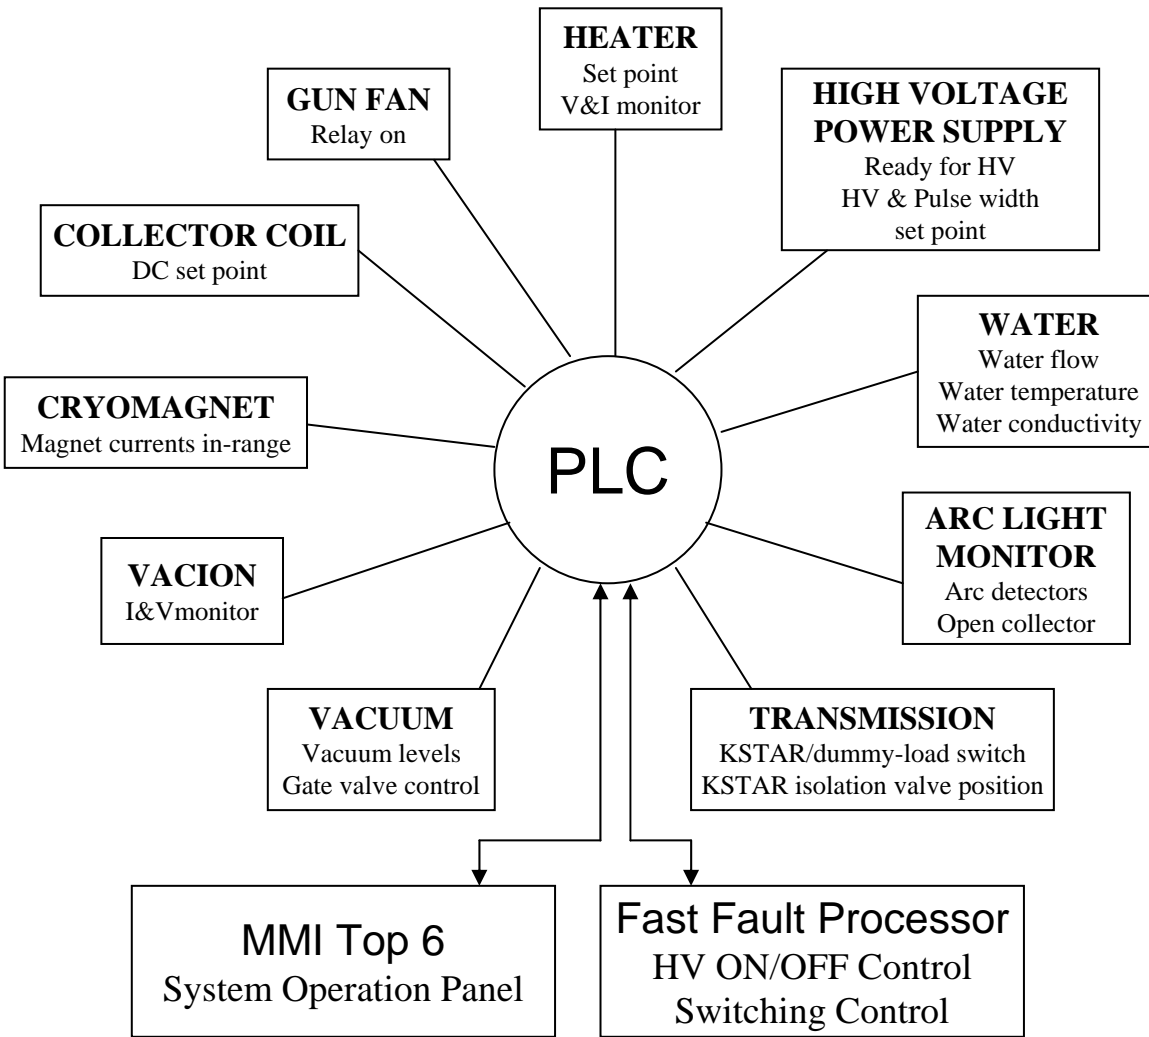 HEATER
Set point
V&I monitor
GUN FAN
Relay on
HIGH VOLTAGE
POWER SUPPLY
Ready for HV
HV & Pulse width
set point
COLLECTOR COIL
DC set point
WATER
Water flow
Water temperature
Water conductivity
CRYOMAGNET
Magnet currents in-range
PLC
ARC LIGHT
MONITOR
Arc detectors
Open collector
VACION
I&Vmonitor
VACUUM
Vacuum levels
Gate valve control
TRANSMISSION
KSTAR/dummy-load switch
KSTAR isolation valve position
MMI Top 6
System Operation Panel
Fast Fault Processor
HV ON/OFF Control
Switching Control